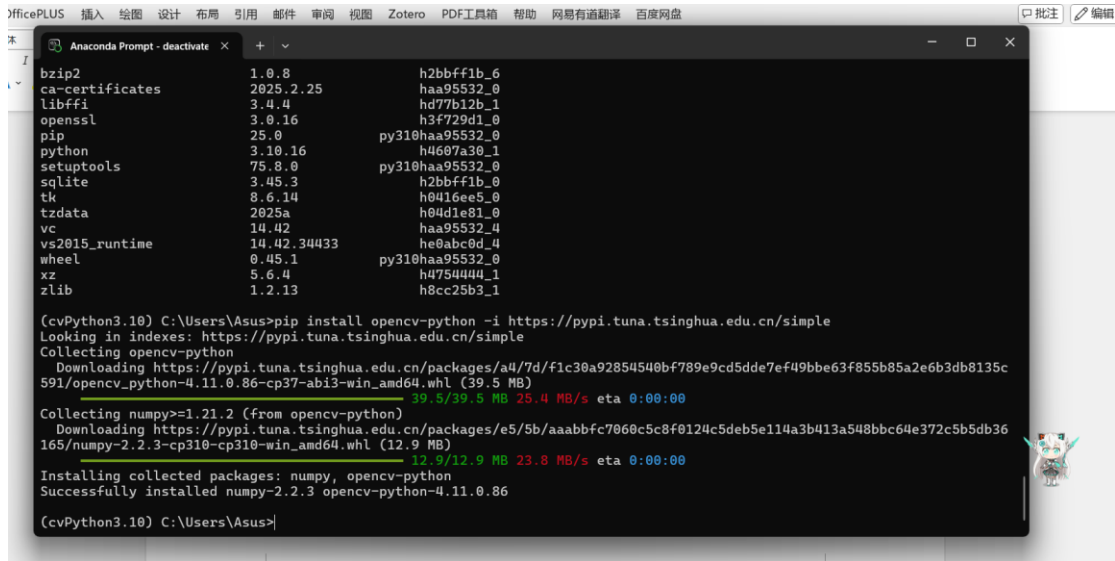 OfficePLUS 插入 绘图 设计 布局 引用 邮件 审阅 视图 Zotero PDF工具箱 帮助 网易有道翻译 百度网盘 批注 编辑
体
I
Anaconda Prompt - deactivate
bzip2 1.0.8 h2bbff1b_6
ca-certificates 2025.2.25 haa95532_0
libffi 3.4.4 hd77b12b_1
openssl 3.0.16 h3f729d1_0
pip 25.0 py310haa95532_0
python 3.10.16 h4607a30_1
setuptools 75.8.0 py310haa95532_0
sqlite 3.45.3 h2bbff1b_0
tk 8.6.14 h0416ee5_0
tzdata 2025a h04d1e81_0
vc 14.42 haa95532_4
vs2015_runtime 14.42.34433 he0abc0d_4
wheel 0.45.1 py310haa95532_0
xz 5.6.4 h4754444_1
zlib 1.2.13 h8cc25b3_1
(cvPython3.10) C:\Users\Asus>pip install opencv-python -i https://pypi.tuna.tsinghua.edu.cn/simple
Looking in indexes: https://pypi.tuna.tsinghua.edu.cn/simple
Collecting opencv-python
Downloading https://pypi.tuna.tsinghua.edu.cn/packages/a4/7d/f1c30a92854540bf789e9cd5dde7ef49bbe63f855b85a2e6b3db8135c
591/opencv_python-4.11.0.86-cp37-abi3-win_amd64.whl (39.5 MB)
39.5/39.5 MB 25.4 MB/s eta 0:00:00
Collecting numpy>=1.21.2 (from opencv-python)
Downloading https://pypi.tuna.tsinghua.edu.cn/packages/e5/5b/aaabbfc7060c5c8f0124c5deb5e114a3b413a548bbc64e372c5b5db36
165/numpy-2.2.3-cp310-cp310-win_amd64.whl (12.9 MB)
12.9/12.9 MB 23.8 MB/s eta 0:00:00
Installing collected packages: numpy, opencv-python
Successfully installed numpy-2.2.3 opencv-python-4.11.0.86
(cvPython3.10) C:\Users\Asus>